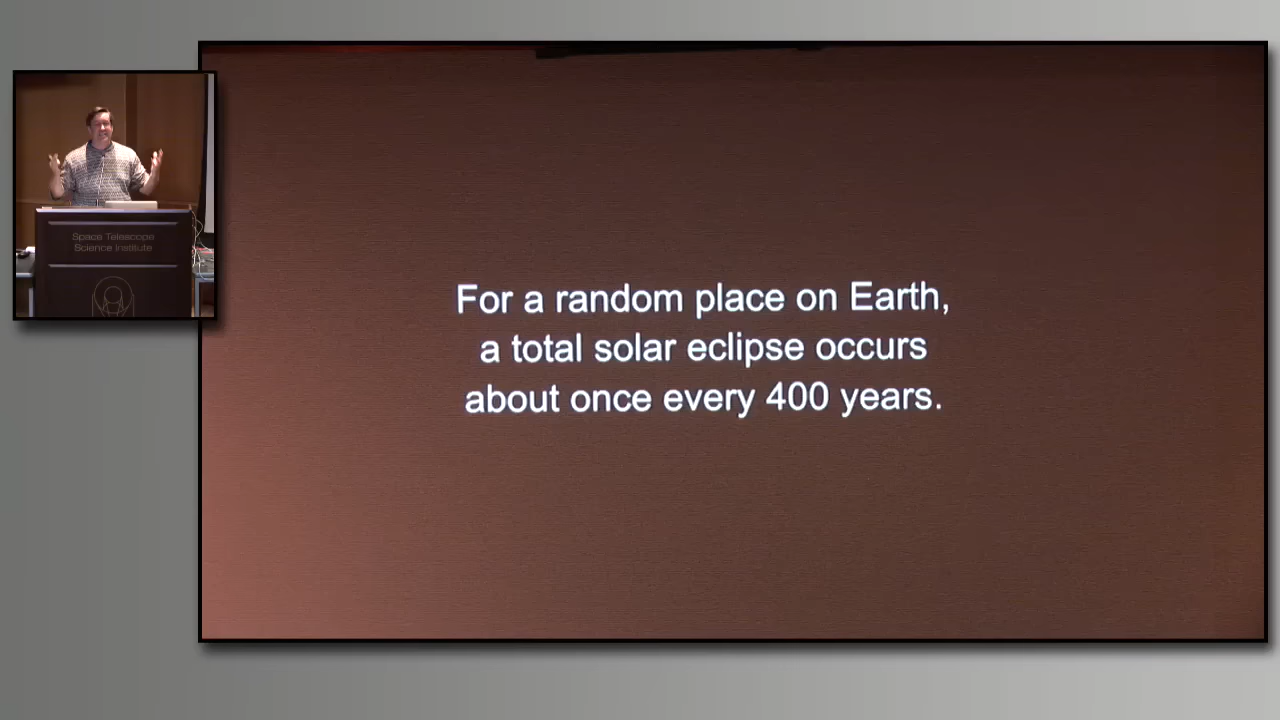 Space Telescope
Science Institute
For a random place on Earth,
a total solar eclipse occurs
about once every 400 years.